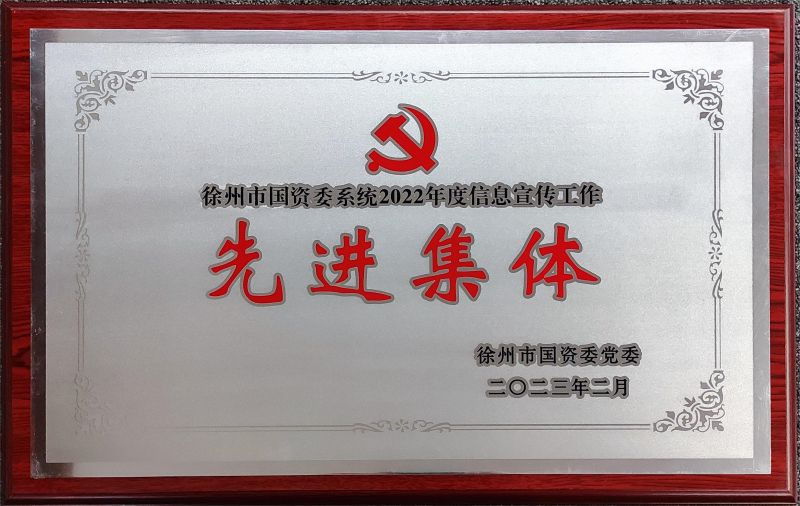 徐州市国资委系统2022年度信息宣传工作
先进集体
徐州市国资委党委
二〇二三年二月